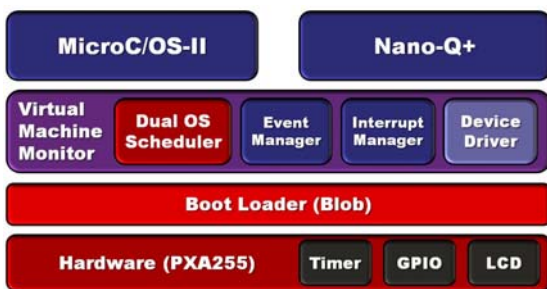 MicroC/OS-II
Nano-Q+
Virtual
Machine
Monitor
Dual OS
Scheduler
Event
Manager
Interrupt
Manager
Device
Driver
Boot Loader (Blob)
Hardware (PXA255)
Timer
GPIO
LCD